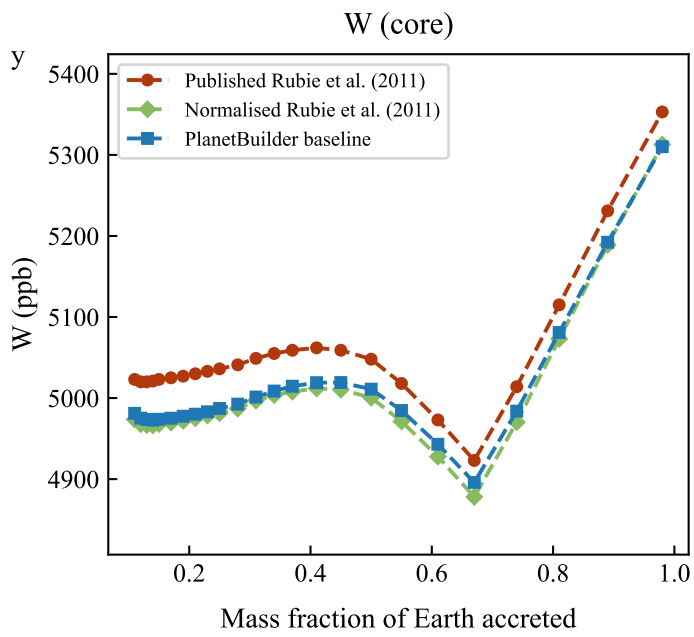 W (core)
y
5400
5300
5200
5100
5000
4900
W (ppb)
Published Rubie et al. (2011)
Normalised Rubie et al. (2011)
PlanetBuilder baseline
0.2
0.4
0.6
0.8
1.0
Mass fraction of Earth accreted